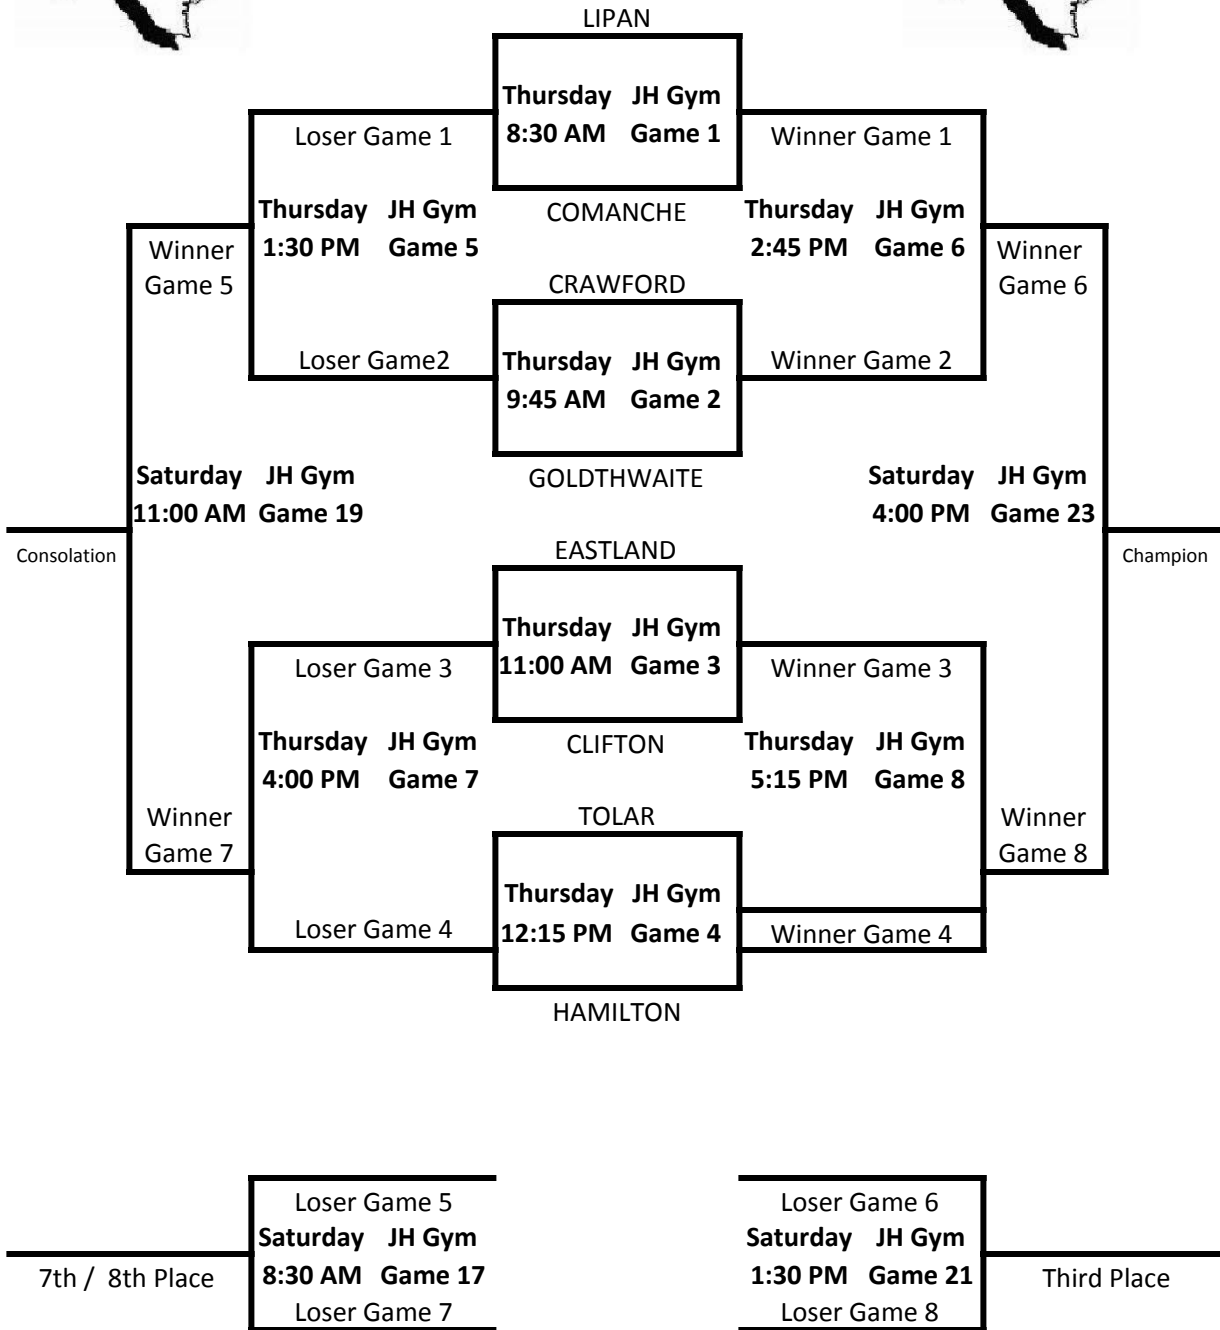 LIPAN
Thursday JH Gym
Loser Game 1 8:30 AM Game 1 Winner Game 1
Thursday JH Gym COMANCHE Thursday JH Gym
Winner 1:30 PM Game 5 2:45 PM Game 6 Winner
Game 5 CRAWFORD Game 6
Loser Game2 Thursday JH Gym Winner Game 2
9:45 AM Game 2
Saturday JH Gym GOLDTHWAITE Saturday JH Gym
11:00 AM Game 19 4:00 PM Game 23
Consolation EASTLAND Champion
Thursday JH Gym
Loser Game 3 11:00 AM Game 3 Winner Game 3
Thursday JH Gym CLIFTON Thursday JH Gym
4:00 PM Game 7 5:15 PM Game 8
Winner TOLAR Winner
Game 7 Game 8
Thursday JH Gym
Loser Game 4 12:15 PM Game 4 Winner Game 4
HAMILTON
Loser Game 5 Loser Game 6
Saturday JH Gym Saturday JH Gym
7th / 8th Place 8:30 AM Game 17 1:30 PM Game 21 Third Place
Loser Game 7 Loser Game 8